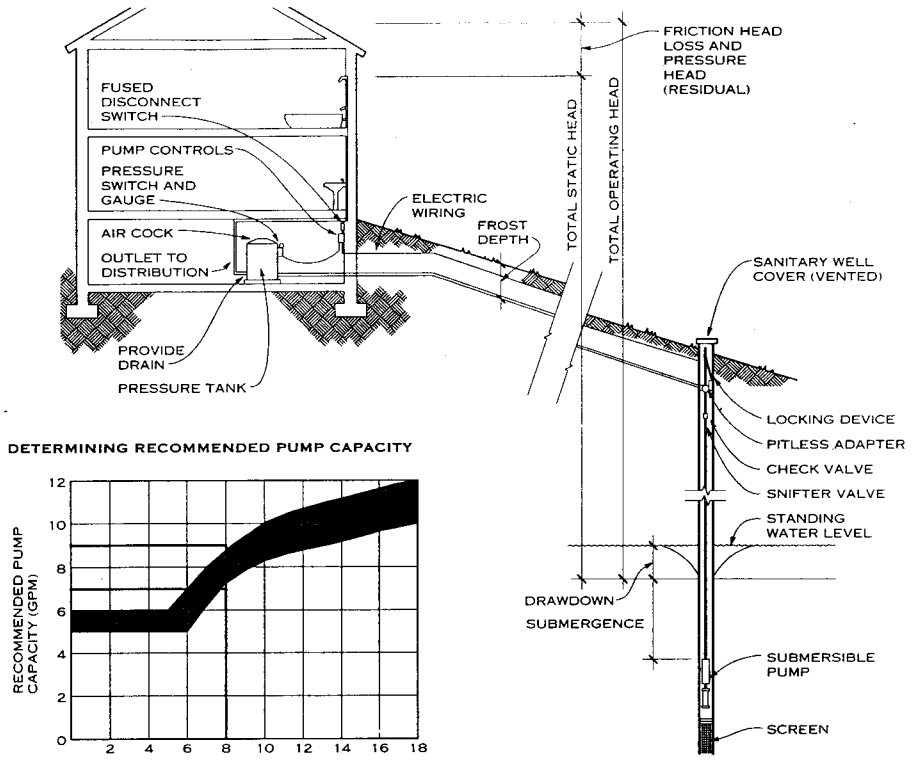 FRICTION HEAD
LOSS AND
PRESSURE
HEAD
(RESIDUAL)
TOTAL STATIC HEAD
TOTAL OPERATING HEAD
FUSED
DISCONNECT
SWITCH
PUMP CONTROLS
PRESSURE
SWITCH AND
GAUGE
AIR COCK
OUTLET TO
DISTRIBUTION
PROVIDE
DRAIN
PRESSURE TANK
ELECTRIC
WIRING
FROST
DEPTH
SANITARY WELL
COVER (VENTED)
LOCKING DEVICE
PITLESS ADAPTER
CHECK VALVE
SNIFTER VALVE
STANDING
WATER LEVEL
DRAWDOWN
SUBMERGENCE
SUBMERSIBLE
PUMP
SCREEN
DETERMINING RECOMMENDED PUMP CAPACITY
RECOMMENDED PUMP
CAPACITY (GPM)
12
10
8
6
4
2
0
2 4 6 8 10 12 14 16 18